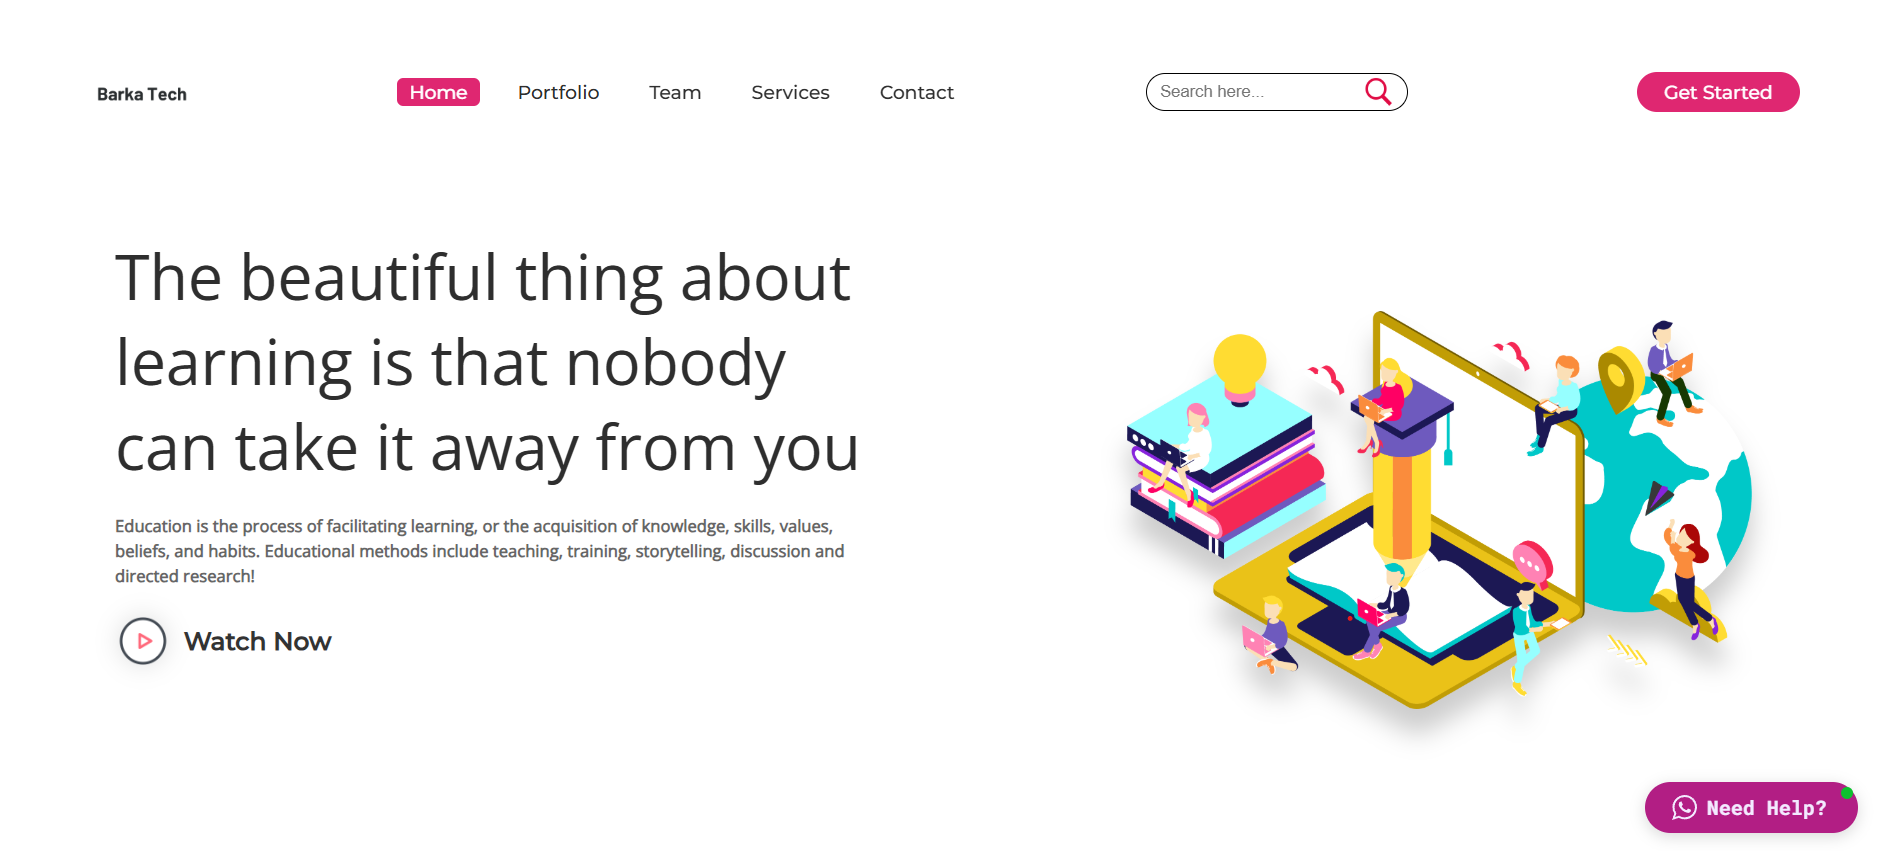 Barka Tech
Home
Portfolio
Team
Services
Contact
Search here...
Get Started
The beautiful thing about
learning is that nobody
can take it away from you
Education is the process of facilitating learning, or the acquisition of knowledge, skills, values,
beliefs, and habits. Educational methods include teaching, training, storytelling, discussion and
directed research!
Watch Now
Need Help?